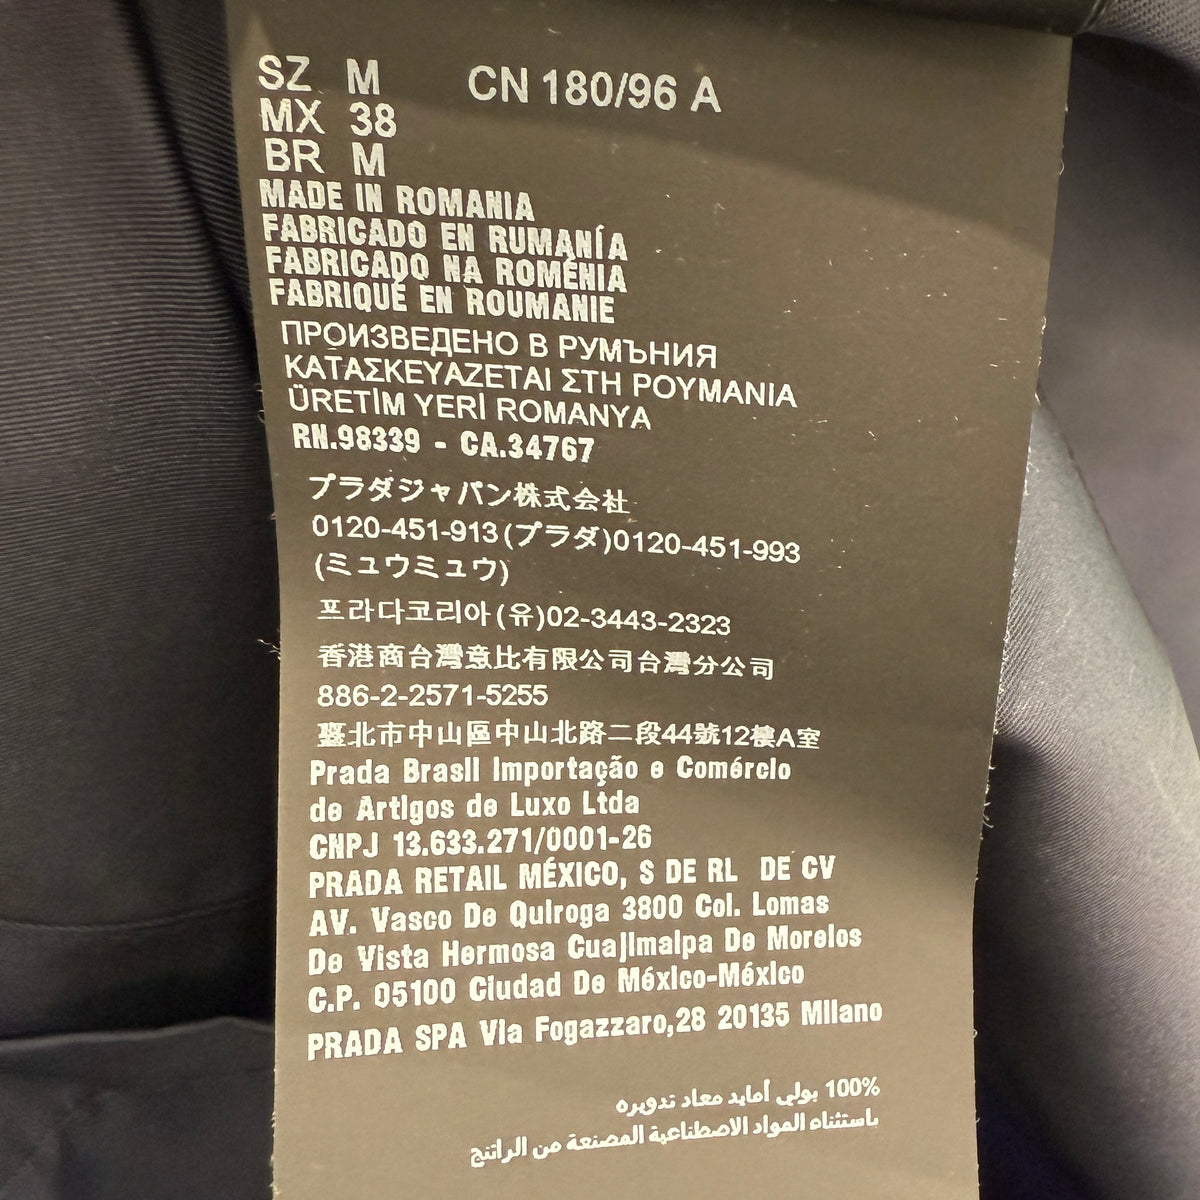 SZ M CN 180/96 A
MX 38
BR M
MADE IN ROMANIA
FABRICADO EN RUMANÍA
FABRICADO NA ROMÉNIA
FABRIQUÉ EN ROUMANIE
ПРОИЗВЕДЕНО В РУМЪНИЯ
ΚΑΤΑΣΚΕΥΑΖΕΤΑΙ ΣΤΗ ΡΟΥΜΑΝΙΑ
ÜRETİM YERİ ROMANYA
RN.98339 - CA.34767
プラダジャパン株式会社
0120-451-913(プラダ)0120-451-993
(ミュウミュウ)
프라다코리아(유)02-3443-2323
香港商台灣意比有限公司台灣分公司
886-2-2571-5255
臺北市中山區中山北路二段44號12樓A室
Prada Brasil Importação e Comércio
de Artigos de Luxo Ltda
CNPJ 13.633.271/0001-26
PRADA RETAIL MÉXICO, S DE RL DE CV
AV. Vasco De Quiroga 3800 Col. Lomas
De Vista Hermosa Cuajimalpa De Morelos
C.P. 05100 Ciudad De México-México
PRADA SPA Via Fogazzaro,28 20135 Milano
100% بولي أمايد معاد تدويره
باستثناء المواد الاصطناعية المصنعة من الراتنج